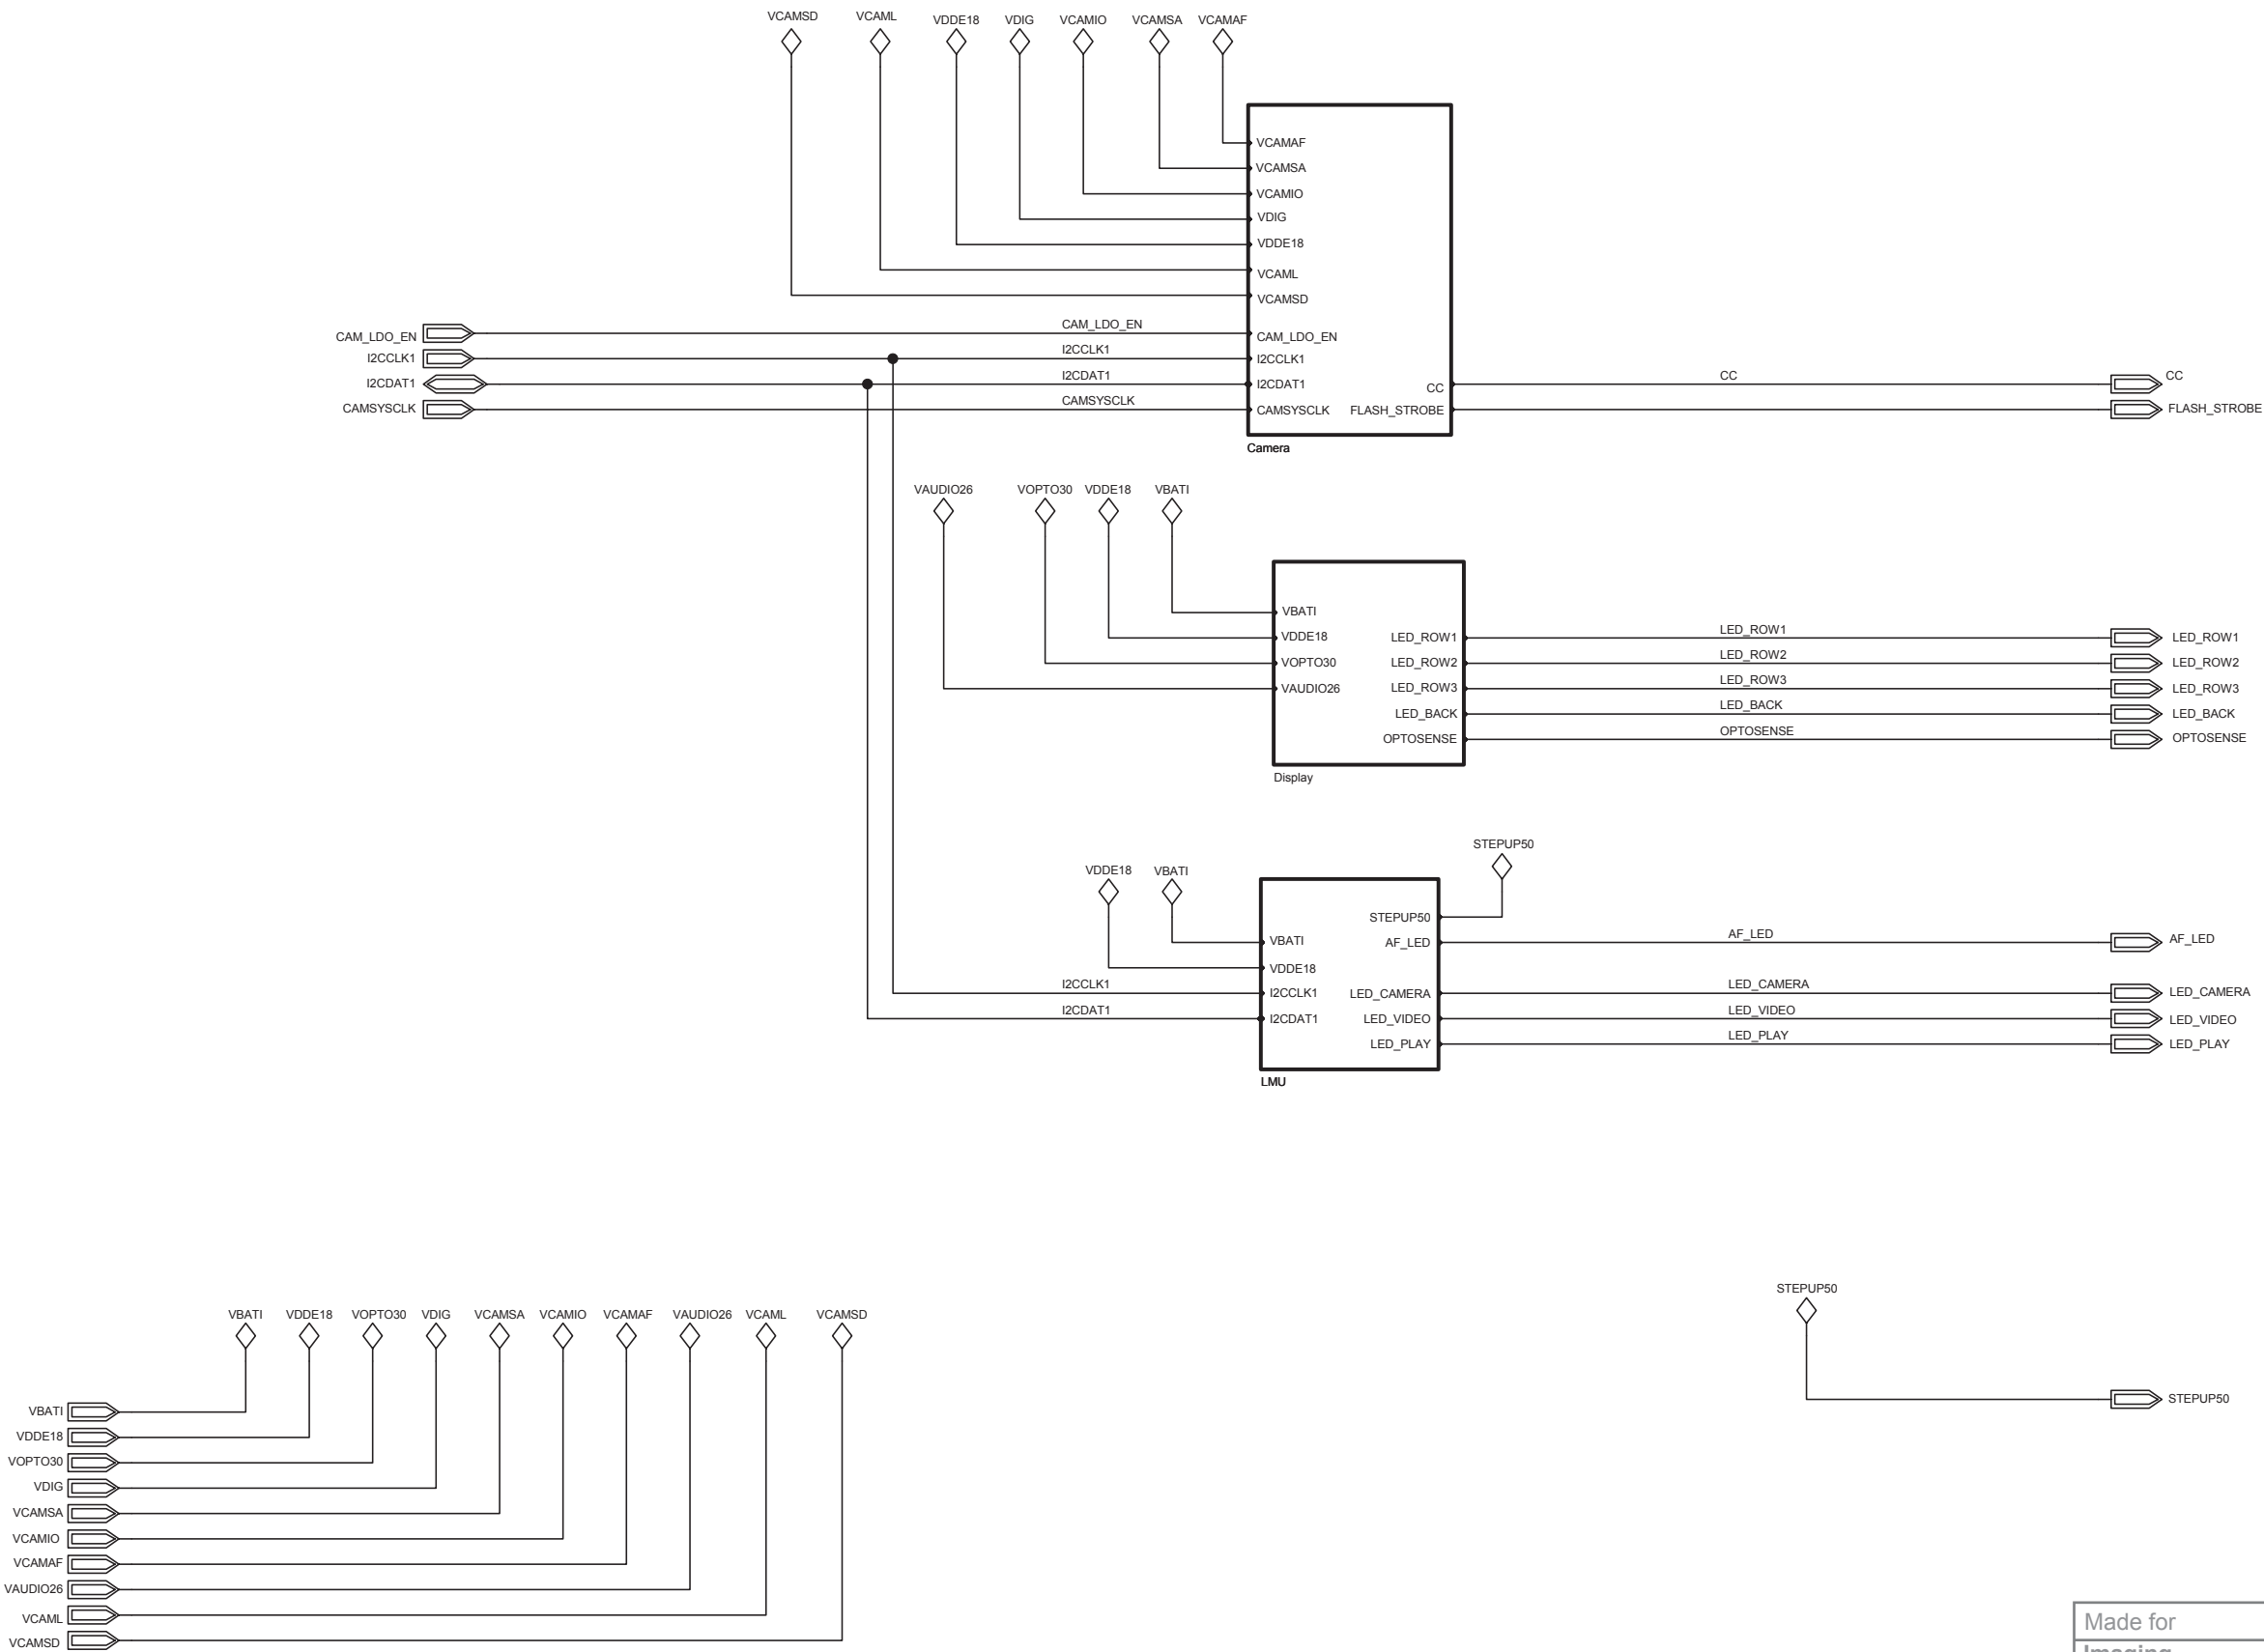 VCAMSD VCAML VDDE18 VDIG VCAMIO VCAMSA VCAMAF
VCAMAF
VCAMSA
VCAMIO
VDIG
VDDE18
VCAML
VCAMSD
CAM_LDO_EN CAM_LDO_EN CAM_LDO_EN
I2CCLK1 I2CCLK1 I2CCLK1
I2CDAT1 I2CDAT1 I2CDAT1 CC CC CC
CAMSYSCLK CAMSYSCLK CAMSYSCLK FLASH_STROBE FLASH_STROBE
Camera
VAUDIO26 VOPTO30 VDDE18 VBATI
VBATI
VDDE18 LED_ROW1 LED_ROW1 LED_ROW1
VOPTO30 LED_ROW2 LED_ROW2 LED_ROW2
VAUDIO26 LED_ROW3 LED_ROW3 LED_ROW3
LED_BACK LED_BACK LED_BACK
OPTOSENSE OPTOSENSE OPTOSENSE
Display
STEPUP50
VDDE18 VBATI
STEPUP50
VBATI AF_LED AF_LED AF_LED
VDDE18
I2CCLK1 I2CCLK1 LED_CAMERA LED_CAMERA LED_CAMERA
I2CDAT1 I2CDAT1 LED_VIDEO LED_VIDEO LED_VIDEO
LED_PLAY LED_PLAY LED_PLAY
LMU
STEPUP50
VBATI VDDE18 VOPTO30 VDIG VCAMSA VCAMIO VCAMAF VAUDIO26 VCAML VCAMSD
STEPUP50
VBATI
VDDE18
VOPTO30
VDIG
VCAMSA
VCAMIO
VCAMAF
VAUDIO26
VCAML
VCAMSD
Made for
Imaging